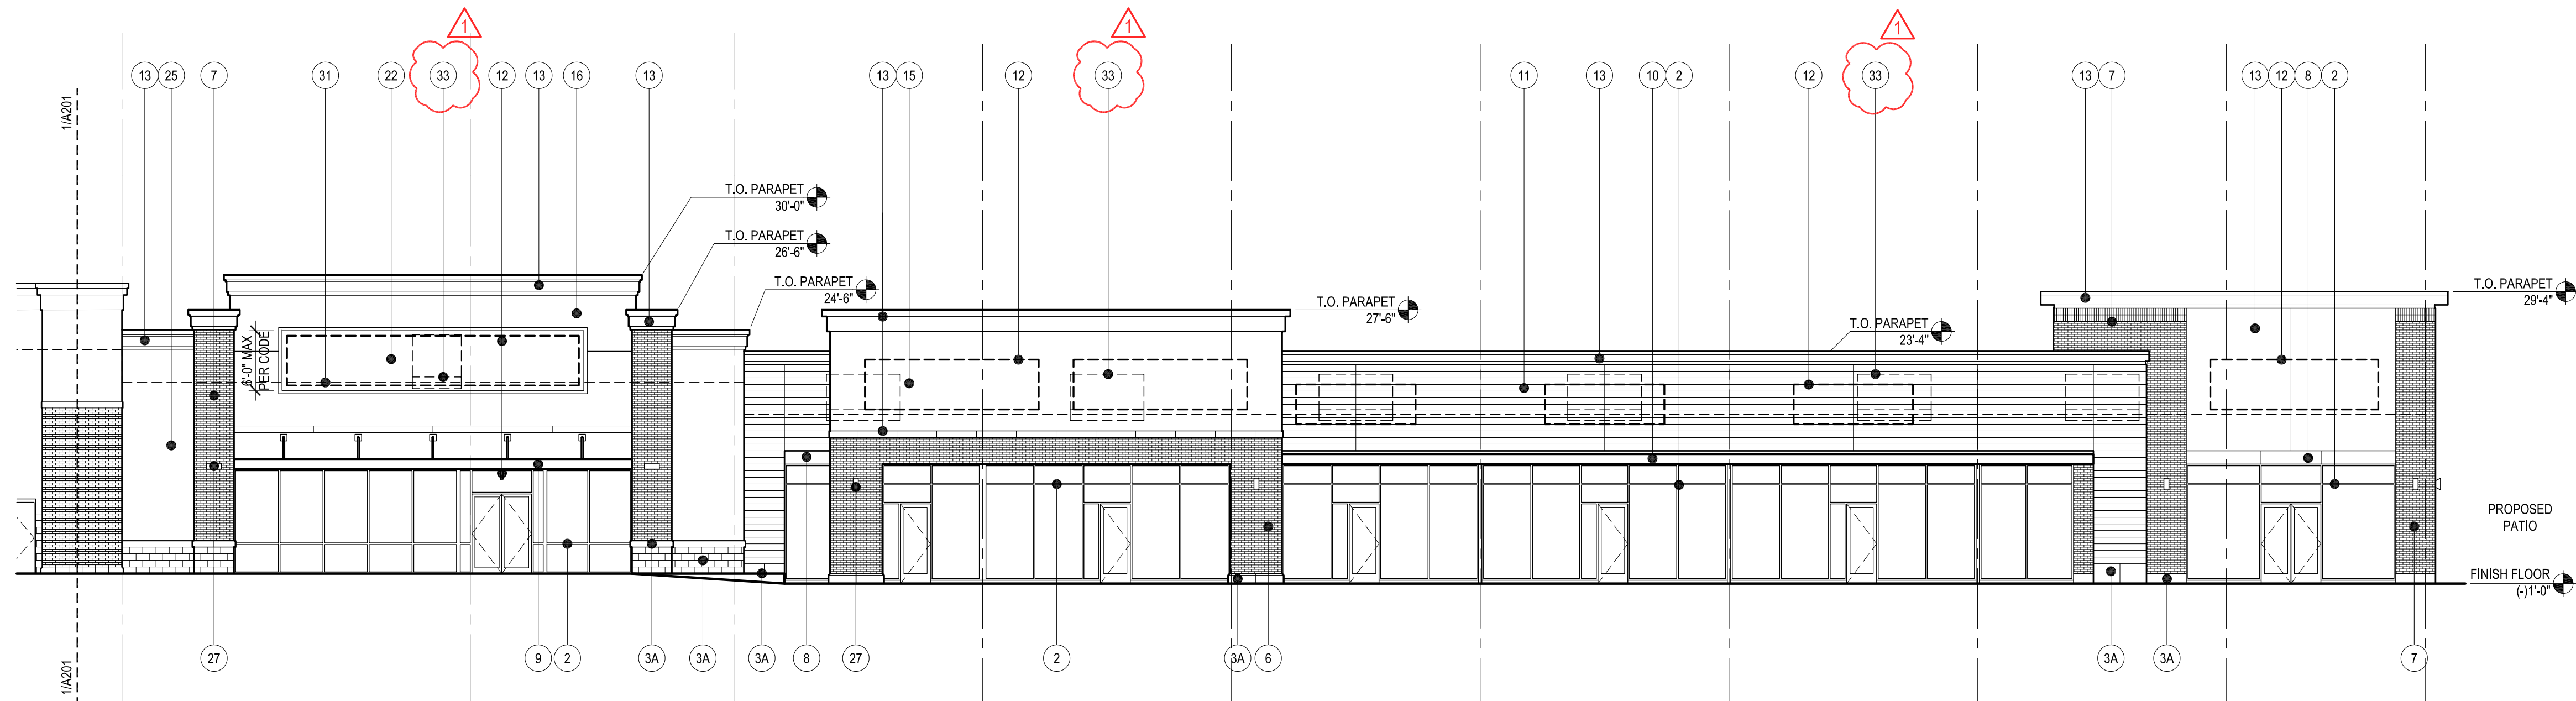 1
1
1
13
25
7
31
22
33
12
13
16
13
13
15
12
33
11
13
10
2
12
33
13
7
13
12
8
2
1/A201
T.O. PARAPET
30'-0"
T.O. PARAPET
26'-6"
T.O. PARAPET
24'-6"
T.O. PARAPET
27'-6"
T.O. PARAPET
23'-4"
T.O. PARAPET
29'-4"
6'-0" MAX
PER CODE
PROPOSED
PATIO
FINISH FLOOR
(-)1'-0"
1/A201
27
9
2
3A
3A
3A
8
27
2
3A
6
3A
3A
7